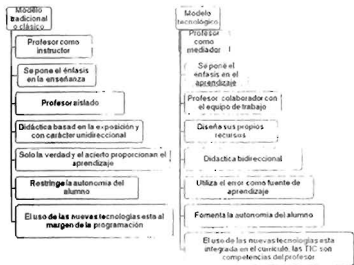 Modelo
tradicional
o clásico
Profesor como
instructor
Se pone el énfasis
en la enseñanza
Profesor aislado
Didáctica basada en la exposición y
con carácter unidireccional
Solo la verdad y el acierto proporcionan el
aprendizaje
Restringe la autonomía del
alumno
El uso de las nuevas tecnologías esta al
margen de la programación
Modelo
tecnológico
Profesor
como
mediador
Se pone el
énfasis en el
aprendizaje
Profesor colaborador con
el equipo de trabajo
Diseña sus propios
recursos
Didactica bidireccional
Utiliza el error como fuente de
aprendizaje
Fomenta la autonomía del alumno
El uso de las nuevas tecnologías esta
integrada en el currículo, las TIC son
competencias del profesor